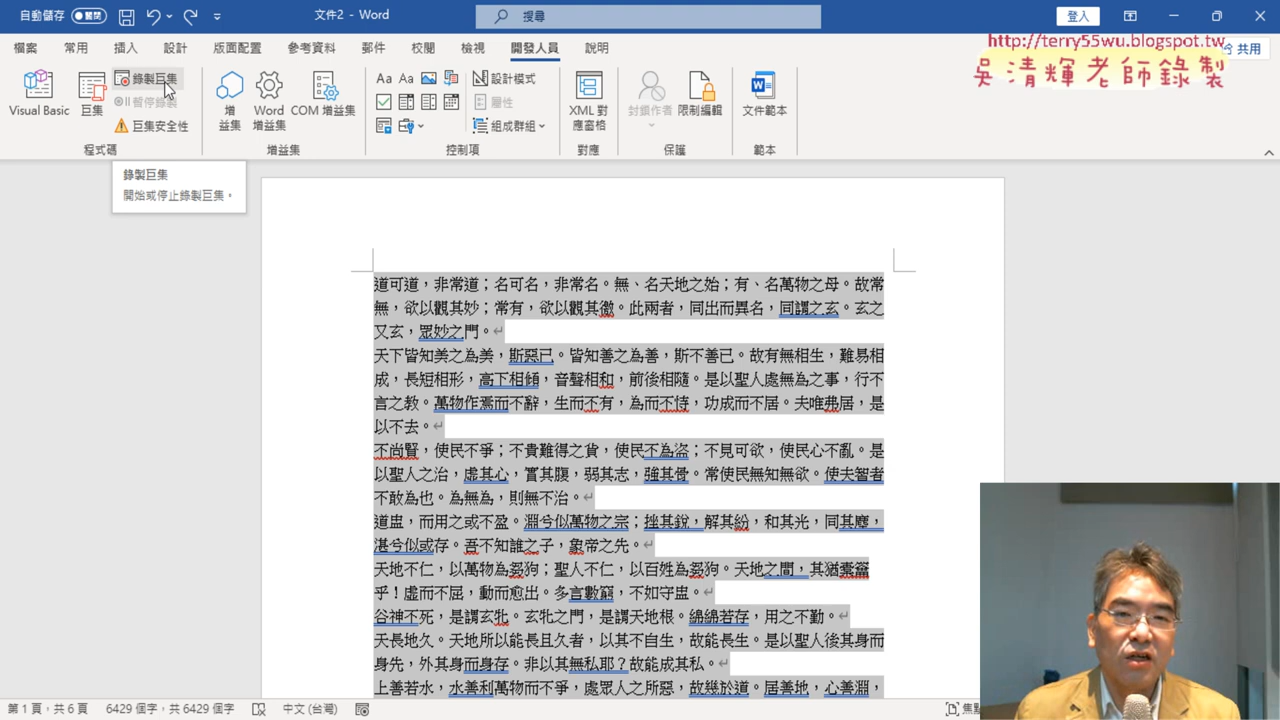 自動儲存 關閉 文件2 - Word 搜尋 登入
檔案 常用 插入 設計 版面配置 參考資料 郵件 校閱 檢視 開發人員 說明 共用
http://terry55wu.blogspot.tw
吳清輝老師錄製
Visual Basic 巨集 錄製巨集 暫停錄製 巨集安全性 增益集 Word 增益集 COM 增益集 設計模式 屬性 組成群組 XML 對應窗格 封鎖作者 限制編輯 文件範本
程式碼 增益集 控制項 對應 保護 範本
錄製巨集
開始或停止錄製巨集。
道可道，非常道；名可名，非常名。無、名天地之始；有、名萬物之母。故常
無，欲以觀其妙；常有，欲以觀其徼。此兩者，同出而異名，同謂之玄。玄之
又玄，眾妙之門。
天下皆知美之為美，斯惡已。皆知善之為善，斯不善已。故有無相生，難易相
成，長短相形，高下相傾，音聲相和，前後相隨。是以聖人處無為之事，行不
言之教。萬物作焉而不辭，生而不有，為而不恃，功成而不居。夫唯弗居，是
以不去。
不尚賢，使民不爭；不貴難得之貨，使民不為盜；不見可欲，使民心不亂。是
以聖人之治，虛其心，實其腹，弱其志，強其骨。常使民無知無欲。使夫智者
不敢為也。為無為，則無不治。
道盅，而用之或不盈。淵兮似萬物之宗；挫其銳，解其紛，和其光，同其塵，
湛兮似或存。吾不知誰之子，象帝之先。
天地不仁，以萬物為芻狗；聖人不仁，以百姓為芻狗。天地之間，其猶橐籥
乎！虛而不屈，動而愈出。多言數窮，不如守盅。
谷神不死，是謂玄牝。玄牝之門，是謂天地根。綿綿若存，用之不勤。
天長地久。天地所以能長且久者，以其不自生，故能長生。是以聖人後其身而
身先，外其身而身存。非以其無私耶？故能成其私。
上善若水，水善利萬物而不爭，處眾人之所惡，故幾於道。居善地，心善淵，
第 1 頁，共 6 頁 6429 個字，共 6429 個字 中文 (台灣)